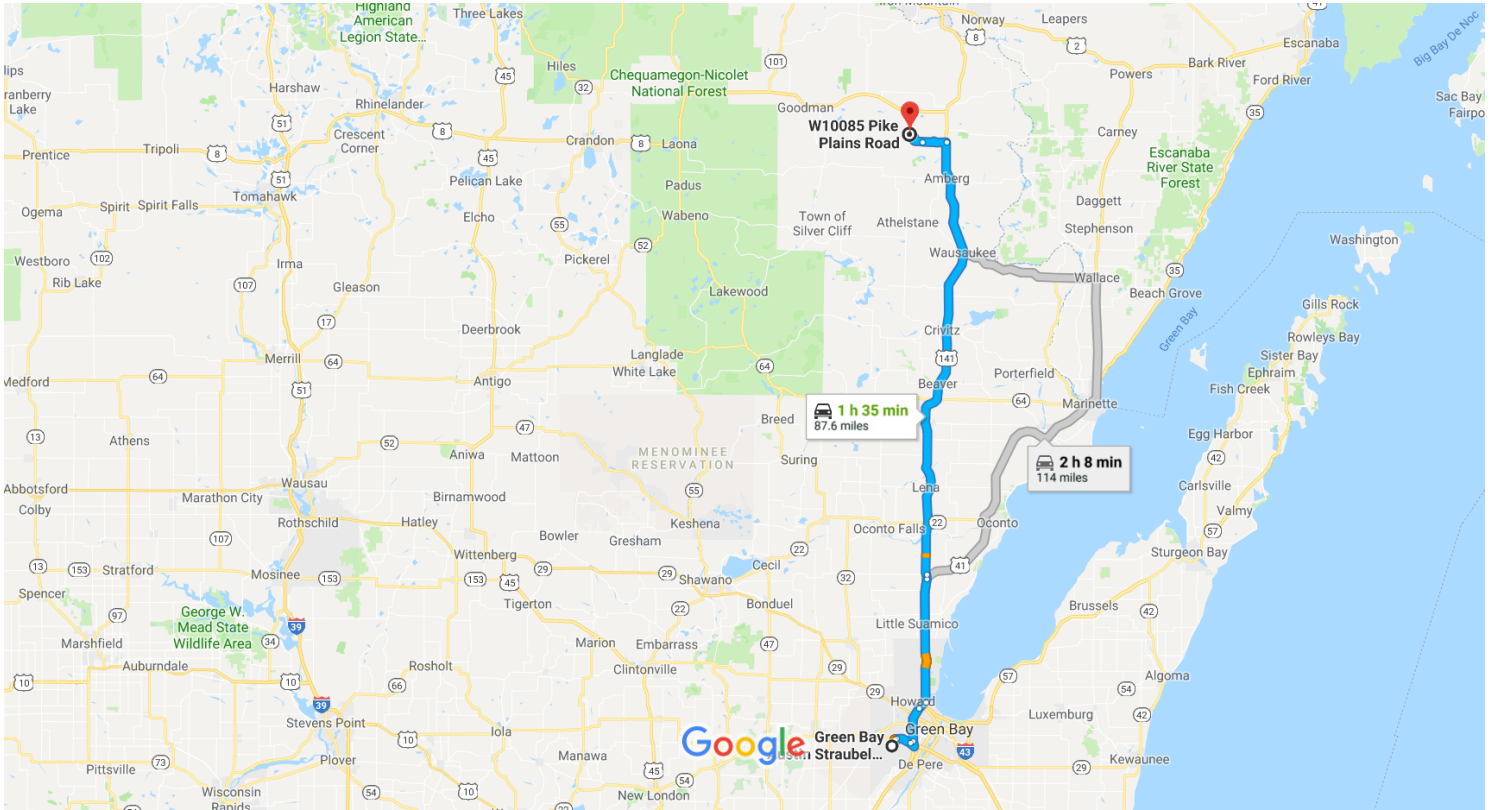 Highland
American
Legion State...
Three Lakes
Norway
Leapers
8
2
Escanaba
Bark River
Powers
Ford River
Big Bay De Noc
Hiles
45
32
101
Chequamegon-Nicolet
National Forest
Harshaw
Rhinelander
Goodman
Sac Bay
51
Crescent
Corner
8
Crandon
8
Laona
W10085 Pike
Plains Road
Carney
35
Prentice
Tripoli
8
45
Pelican Lake
Escanaba
River State
Forest
51
Tomahawk
Padus
Amberg
Daggett
Ogema
Spirit
Spirit Falls
Elcho
55
Wabeno
Town of
Silver Cliff
Athelstane
Stephenson
Washington
Westboro
102
Irma
52
Pickerel
Wausaukee
Wallace
35
Rib Lake
107
Gleason
Lakewood
Beach Grove
Gills Rock
17
Deerbrook
Crivitz
Green Bay
Rowleys Bay
Merrill
64
Langlade
White Lake
64
141
Sister Bay
Ephraim
Medford
64
51
Antigo
Beaver
Porterfield
Fish Creek
64
Marinette
1 h 35 min
87.6 miles
13
Athens
52
47
Breed
Egg Harbor
42
Aniwa
Mattoon
MENOMINEE
RESERVATION
Suring
2 h 8 min
114 miles
Abbotsford
Colby
Marathon City
Wausau
Birnamwood
55
Lena
Carlsville
Valmy
Rothschild
Hatley
Keshena
Oconto Falls
22
Oconto
57
107
Bowler
Gresham
22
Sturgeon Bay
13
153
Stratford
Wittenberg
29
29
Cecil
41
Mosinee
153
153
45
Shawano
32
Spencer
Tigerton
22
Bonduel
Brussels
42
97
George W.
Mead State
Wildlife Area
39
Little Suamico
Marshfield
34
Marion
Embarrass
47
Auburndale
Rosholt
Clintonville
29
10
10
66
29
57
Algoma
54
39
Howard
Stevens Point
Iola
Luxemburg
42
10
Google
Green Bay
Straubel...
Green Bay
43
Plover
Manawa
De Pere
Kewaunee
Pittsville
73
45
54
29
Wisconsin
Rapids
54
10
New London